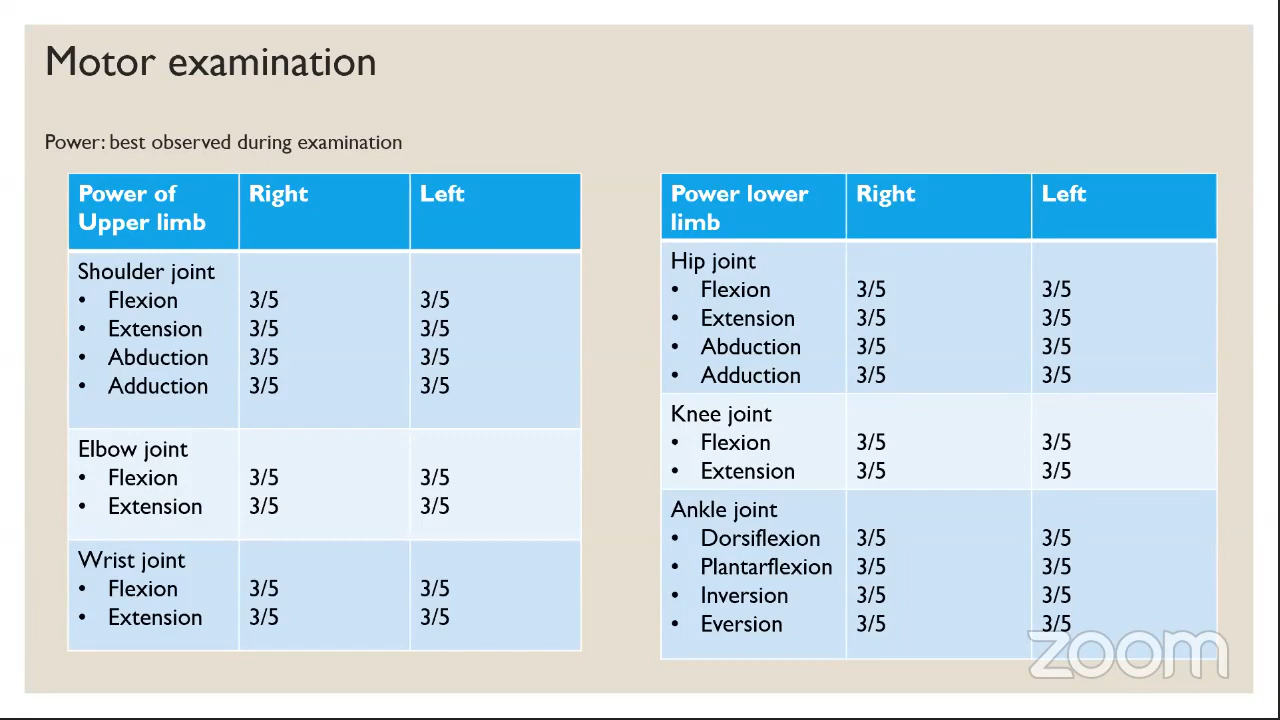 Motor examination
Power: best observed during examination
Power of Upper limb Right Left
Shoulder joint
• Flexion 3/5 3/5
• Extension 3/5 3/5
• Abduction 3/5 3/5
• Adduction 3/5 3/5
Elbow joint
• Flexion 3/5 3/5
• Extension 3/5 3/5
Wrist joint
• Flexion 3/5 3/5
• Extension 3/5 3/5
Power lower limb Right Left
Hip joint
• Flexion 3/5 3/5
• Extension 3/5 3/5
• Abduction 3/5 3/5
• Adduction 3/5 3/5
Knee joint
• Flexion 3/5 3/5
• Extension 3/5 3/5
Ankle joint
• Dorsiflexion 3/5 3/5
• Plantarflexion 3/5 3/5
• Inversion 3/5 3/5
• Eversion 3/5 3/5
zoom